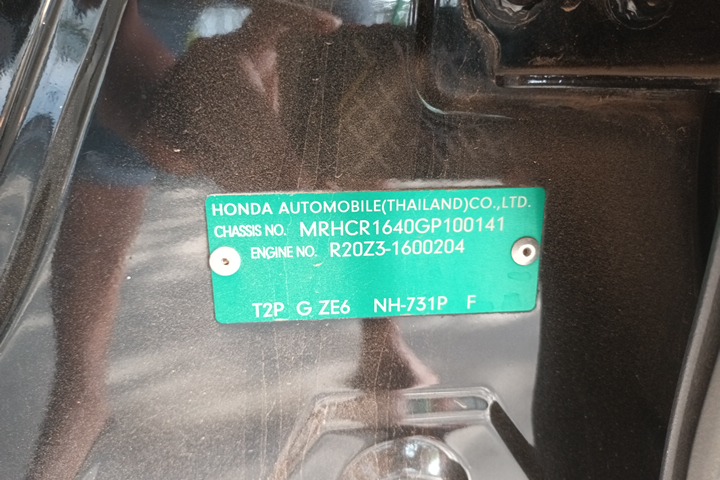 HONDA AUTOMOBILE(THAILAND)CO.,LTD.
CHASSIS NO. MRHCR1640GP100141
ENGINE NO. R20Z3-1600204
T2P G ZE6 NH-731P F